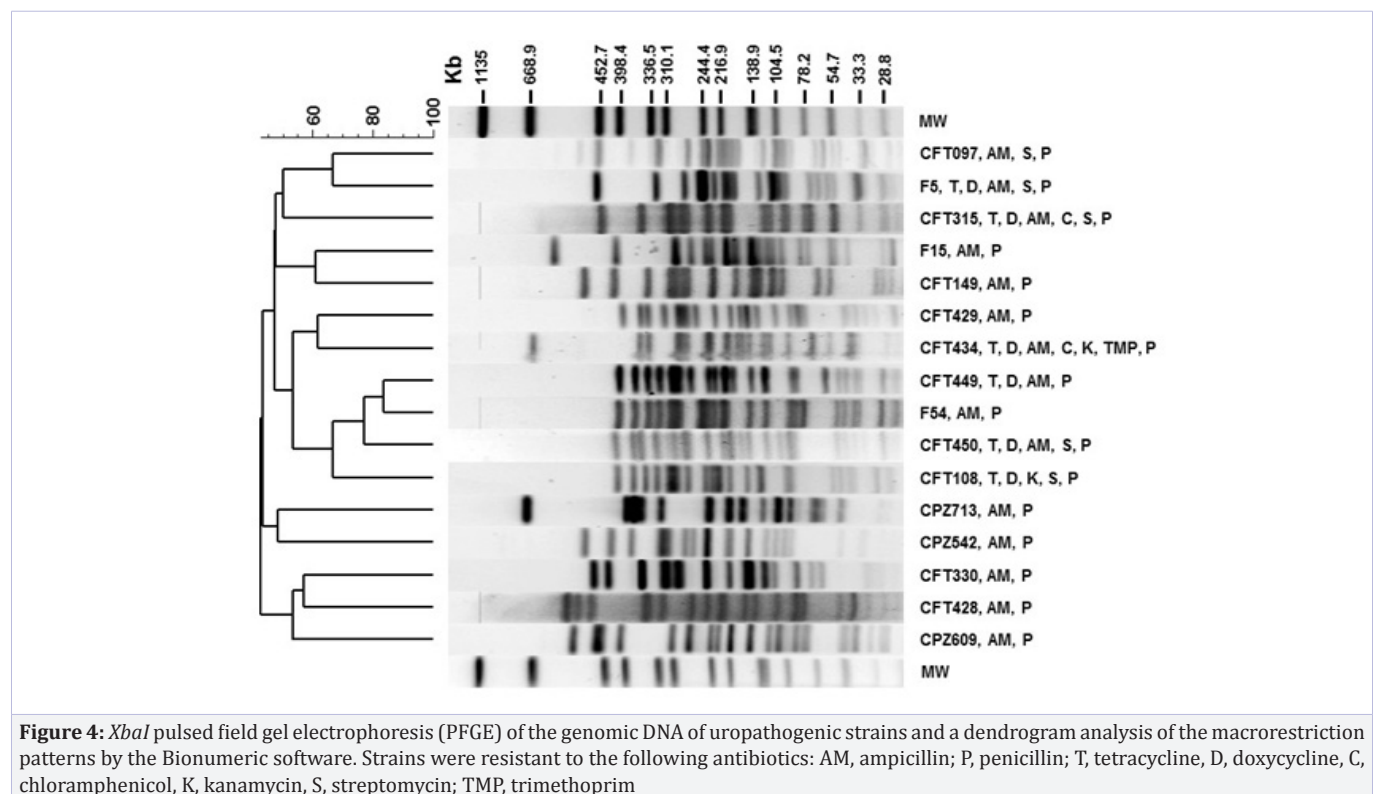 Kb
1135
668.9
452.7
398.4
336.5
310.1
244.4
216.9
138.9
104.5
78.2
54.7
33.3
28.8
60
80
100
MW
CFT097, AM, S, P
F5, T, D, AM, S, P
CFT315, T, D, AM, C, S, P
F15, AM, P
CFT149, AM, P
CFT429, AM, P
CFT434, T, D, AM, C, K, TMP, P
CFT449, T, D, AM, P
F54, AM, P
CFT450, T, D, AM, S, P
CFT108, T, D, K, S, P
CPZ713, AM, P
CPZ542, AM, P
CFT330, AM, P
CFT428, AM, P
CPZ609, AM, P
MW
Figure 4: XbaI pulsed field gel electrophoresis (PFGE) of the genomic DNA of uropathogenic strains and a dendrogram analysis of the macrorestriction
patterns by the Bionumeric software. Strains were resistant to the following antibiotics: AM, ampicillin; P, penicillin; T, tetracycline, D, doxycycline, C,
chloramphenicol, K, kanamycin, S, streptomycin; TMP, trimethoprim